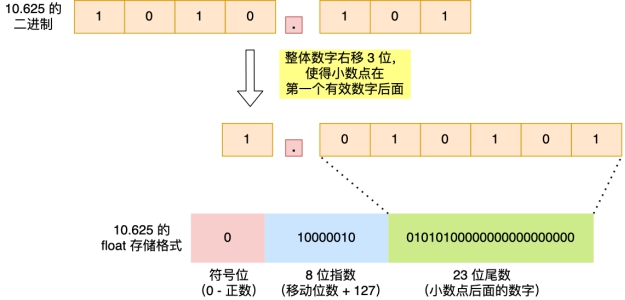 10.625 的
二进制
1 0 1 0 . 1 0 1
整体数字右移 3 位，
使得小数点在
第一个有效数字后面
1 . 0 1 0 1 0 1
10.625 的
float 存储格式
0 10000010 01010100000000000000000
符号位
(0 - 正数)
8 位指数
(移动位数 + 127)
23 位尾数
(小数点后面的数字)